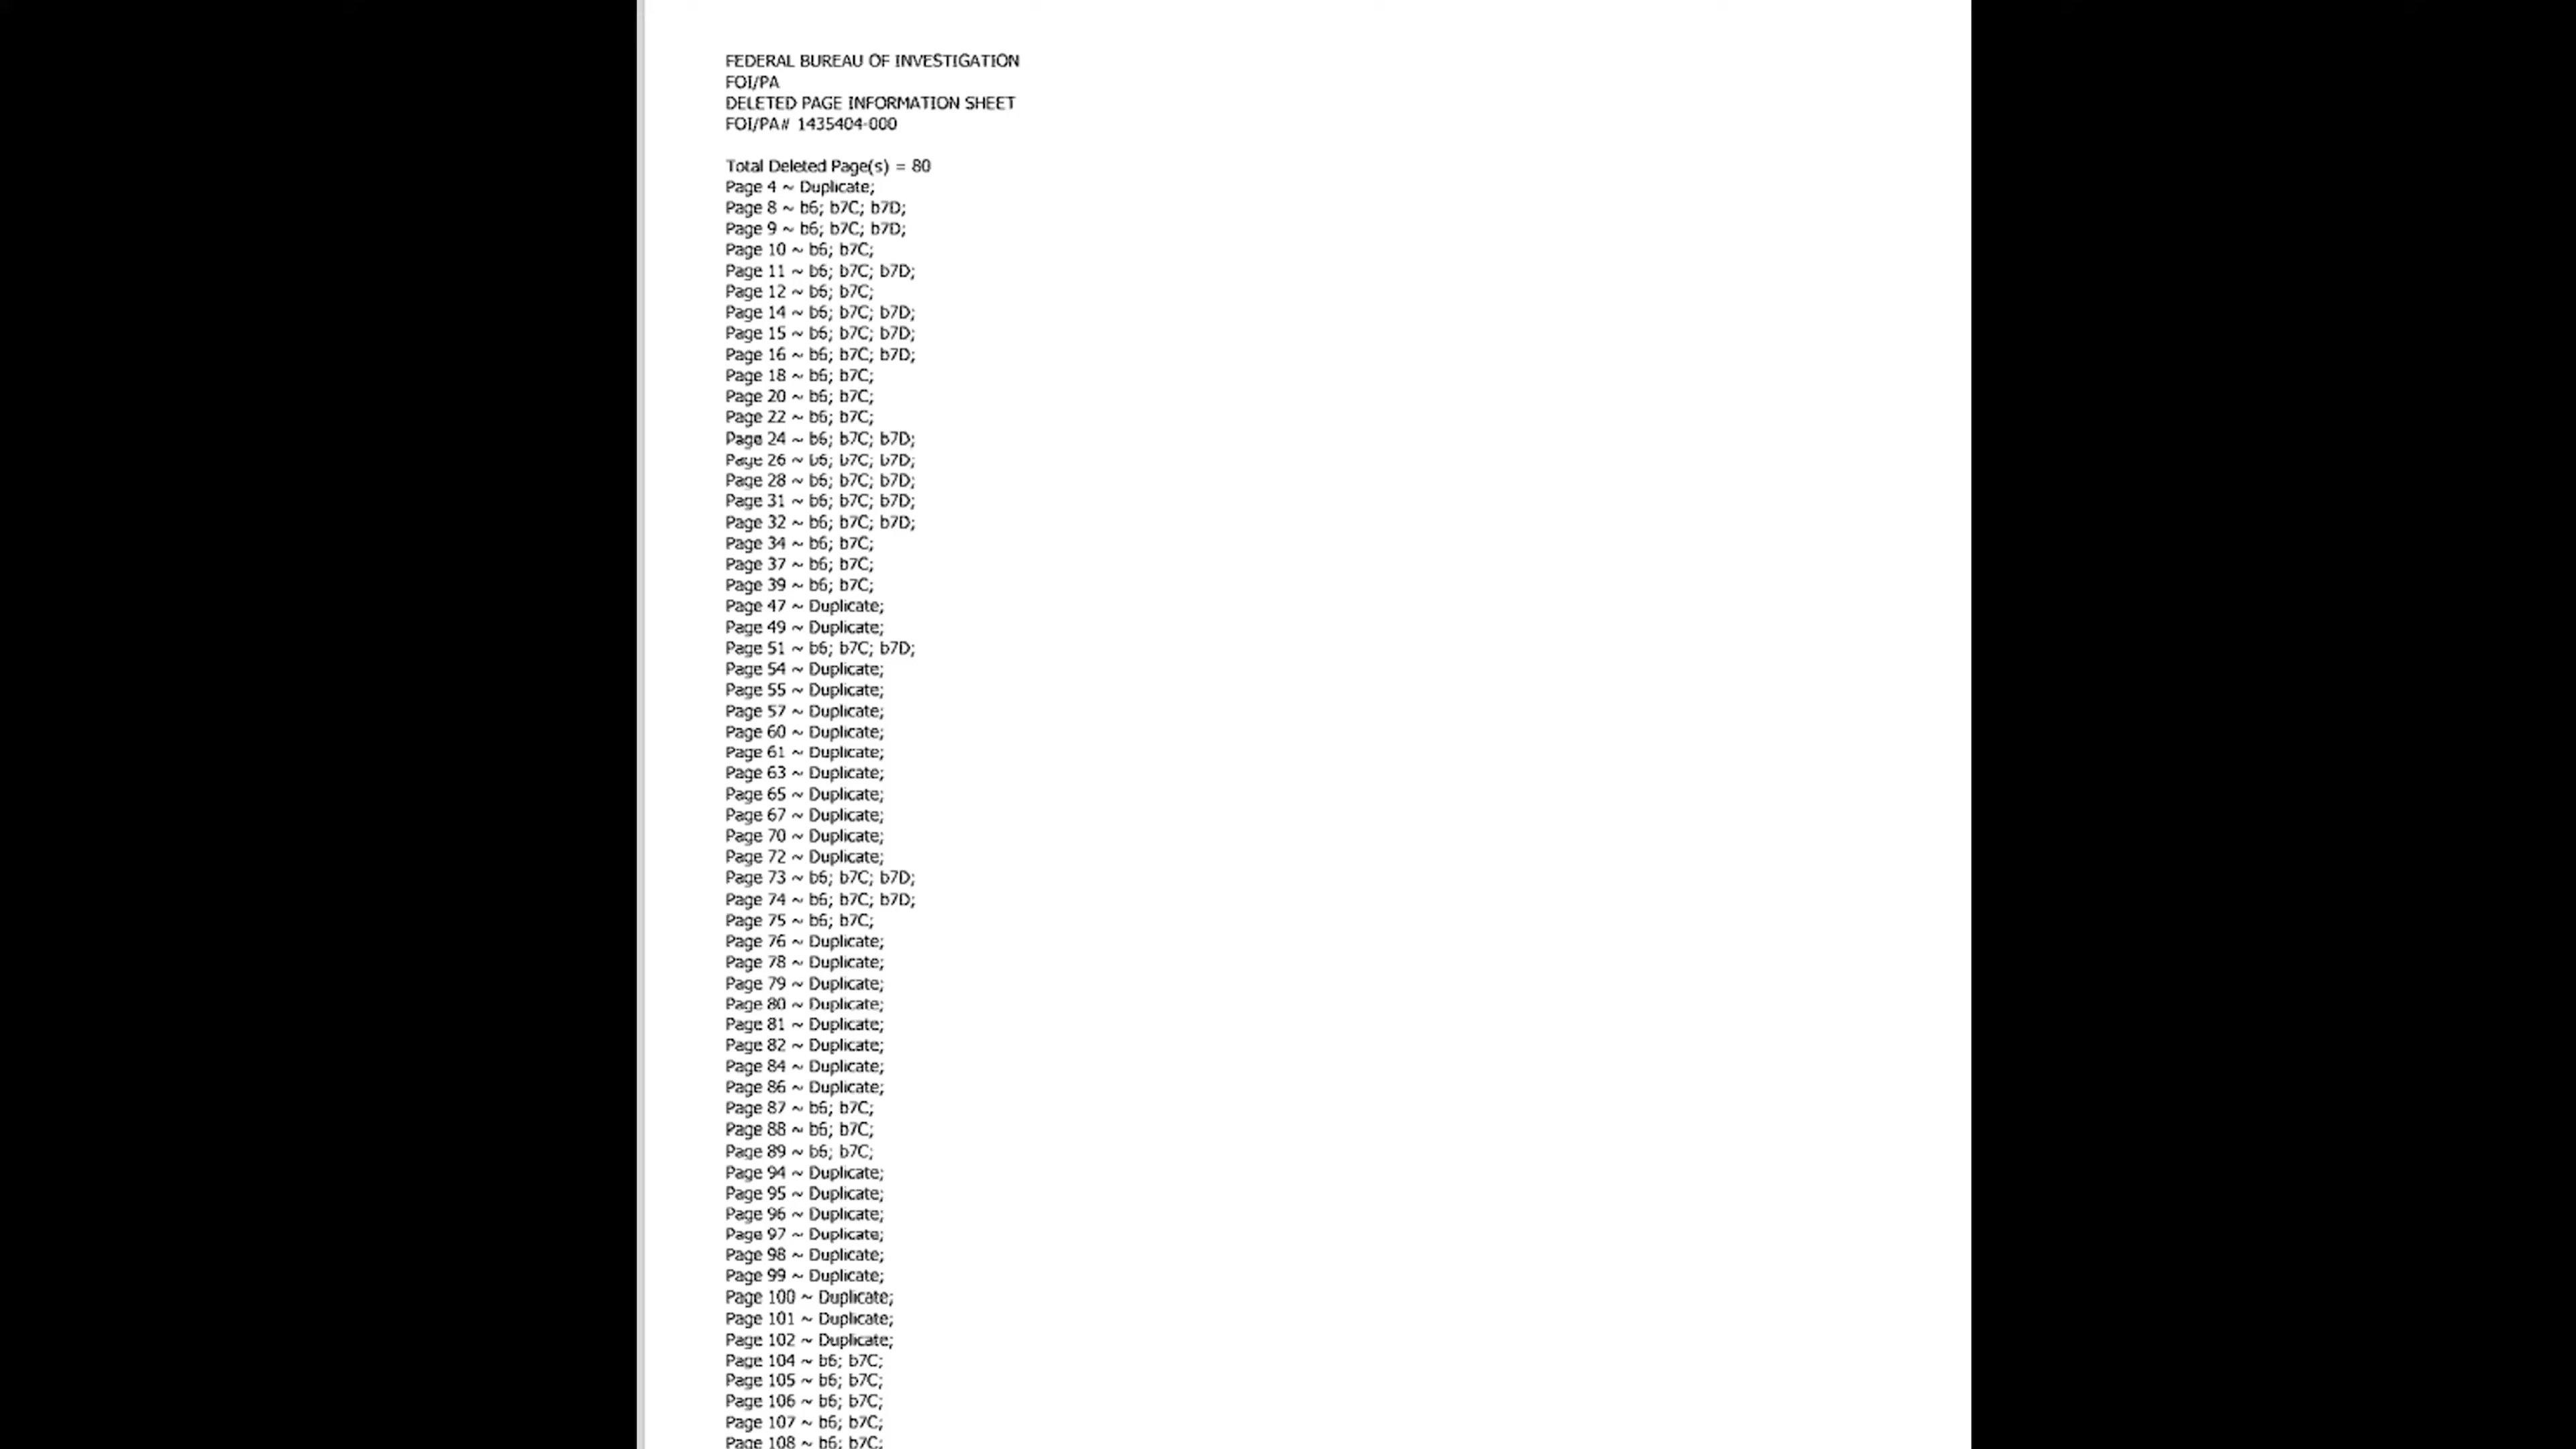 FEDERAL BUREAU OF INVESTIGATION
FOI/PA
DELETED PAGE INFORMATION SHEET
FOI/PA# 1435404-000
Total Deleted Page(s) = 80
Page 4 ~ Duplicate;
Page 8 ~ b6; b7C; b7D;
Page 9 ~ b6; b7C; b7D;
Page 10 ~ b6; b7C;
Page 11 ~ b6; b7C; b7D;
Page 12 ~ b6; b7C;
Page 14 ~ b6; b7C; b7D;
Page 15 ~ b6; b7C; b7D;
Page 16 ~ b6; b7C; b7D;
Page 18 ~ b6; b7C;
Page 20 ~ b6; b7C;
Page 22 ~ b6; b7C;
Page 24 ~ b6; b7C; b7D;
Page 26 ~ b6; b7C; b7D;
Page 28 ~ b6; b7C; b7D;
Page 31 ~ b6; b7C; b7D;
Page 32 ~ b6; b7C; b7D;
Page 34 ~ b6; b7C;
Page 37 ~ b6; b7C;
Page 39 ~ b6; b7C;
Page 47 ~ Duplicate;
Page 49 ~ Duplicate;
Page 51 ~ b6; b7C; b7D;
Page 54 ~ Duplicate;
Page 55 ~ Duplicate;
Page 57 ~ Duplicate;
Page 60 ~ Duplicate;
Page 61 ~ Duplicate;
Page 63 ~ Duplicate;
Page 65 ~ Duplicate;
Page 67 ~ Duplicate;
Page 70 ~ Duplicate;
Page 72 ~ Duplicate;
Page 73 ~ b6; b7C; b7D;
Page 74 ~ b6; b7C; b7D;
Page 75 ~ b6; b7C;
Page 76 ~ Duplicate;
Page 78 ~ Duplicate;
Page 79 ~ Duplicate;
Page 80 ~ Duplicate;
Page 81 ~ Duplicate;
Page 82 ~ Duplicate;
Page 84 ~ Duplicate;
Page 86 ~ Duplicate;
Page 87 ~ b6; b7C;
Page 88 ~ b6; b7C;
Page 89 ~ b6; b7C;
Page 94 ~ Duplicate;
Page 95 ~ Duplicate;
Page 96 ~ Duplicate;
Page 97 ~ Duplicate;
Page 98 ~ Duplicate;
Page 99 ~ Duplicate;
Page 100 ~ Duplicate;
Page 101 ~ Duplicate;
Page 102 ~ Duplicate;
Page 104 ~ b6; b7C;
Page 105 ~ b6; b7C;
Page 106 ~ b6; b7C;
Page 107 ~ b6; b7C;
Page 108 ~ b6; b7C;